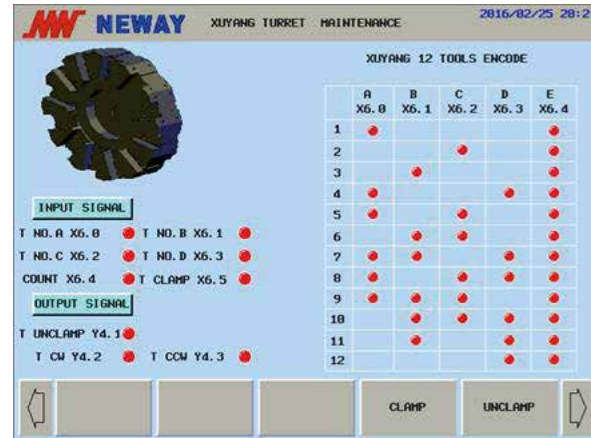 NEWAY XUYANG TURRET MAINTENANCE 2016/02/25 20:2
XUYANG 12 TOOLS ENCODE
A B C D E
X6.0 X6.1 X6.2 X6.3 X6.4
1
2
3
4
5
6
7
8
9
10
11
12
INPUT SIGNAL
T NO.A X6.0 T NO.B X6.1
T NO.C X6.2 T NO.D X6.3
COUNT X6.4 T CLAMP X6.5
OUTPUT SIGNAL
T UNCLAMP Y4.1
T CW Y4.2 T CCW Y4.3
CLAMP UNCLAMP